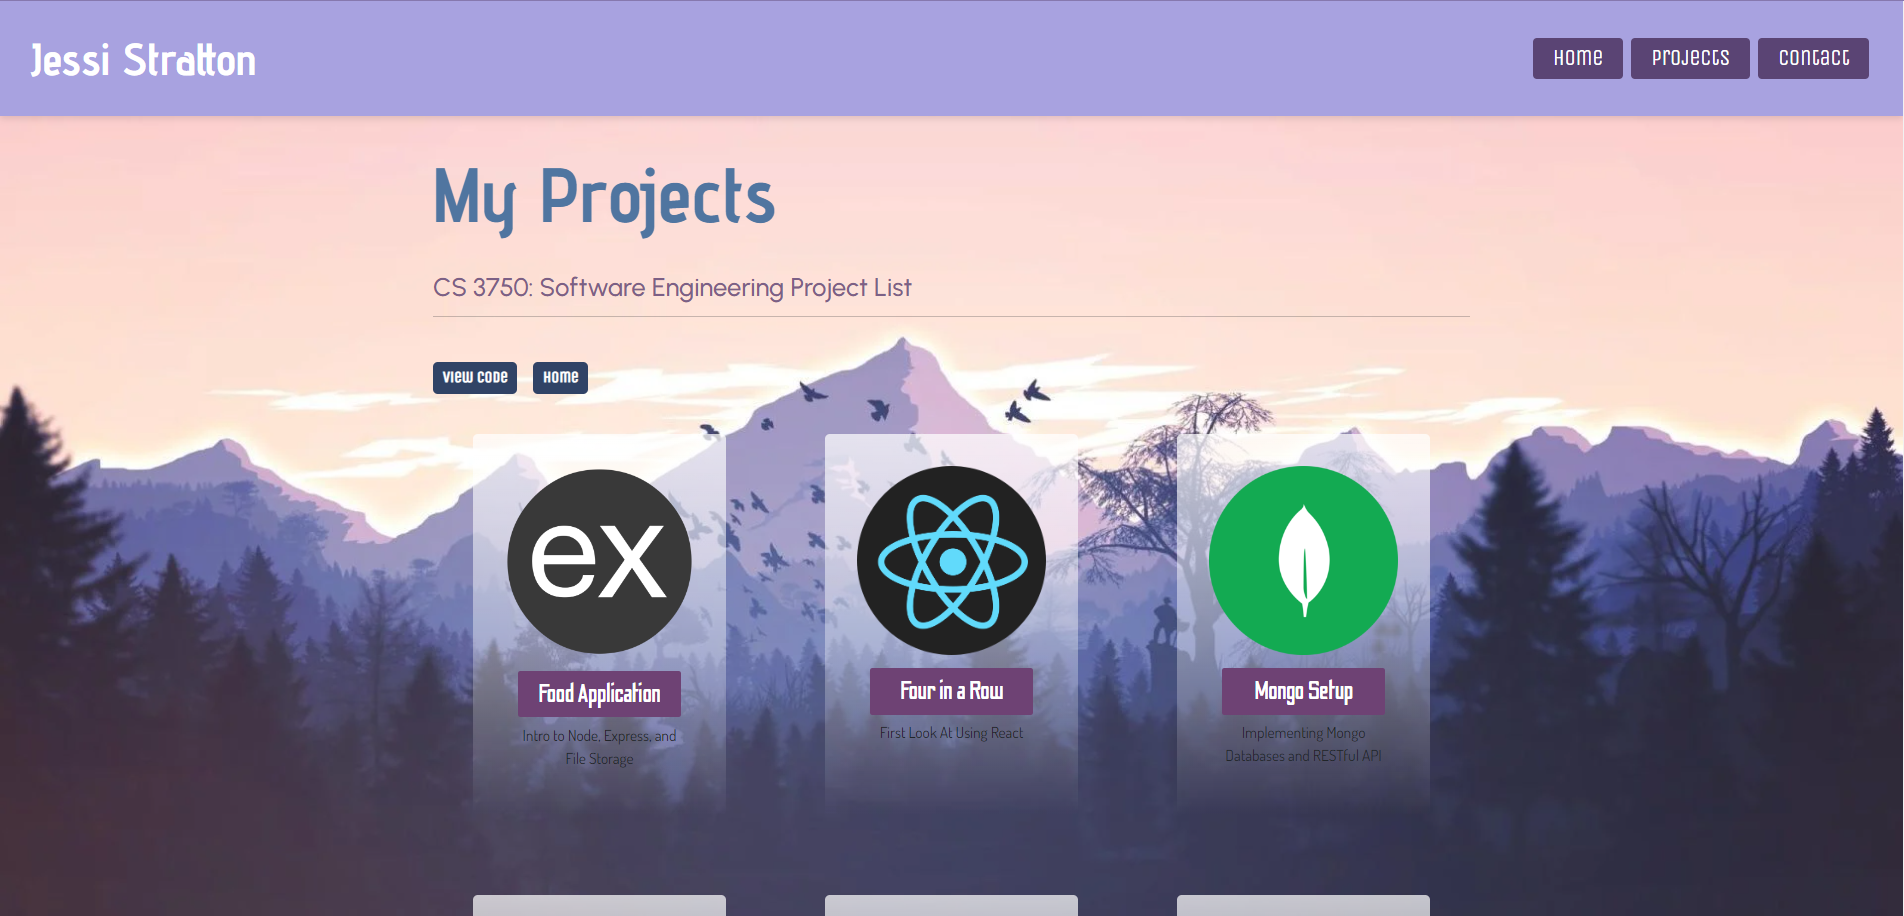 Jessi Stratton
Home
Projects
Contact
My Projects
CS 3750: Software Engineering Project List
View Code
Home
ex
Food Application
Intro to Node, Express, and
File Storage
Four in a Row
First Look At Using React
Mongo Setup
Implementing Mongo
Databases and RESTful API